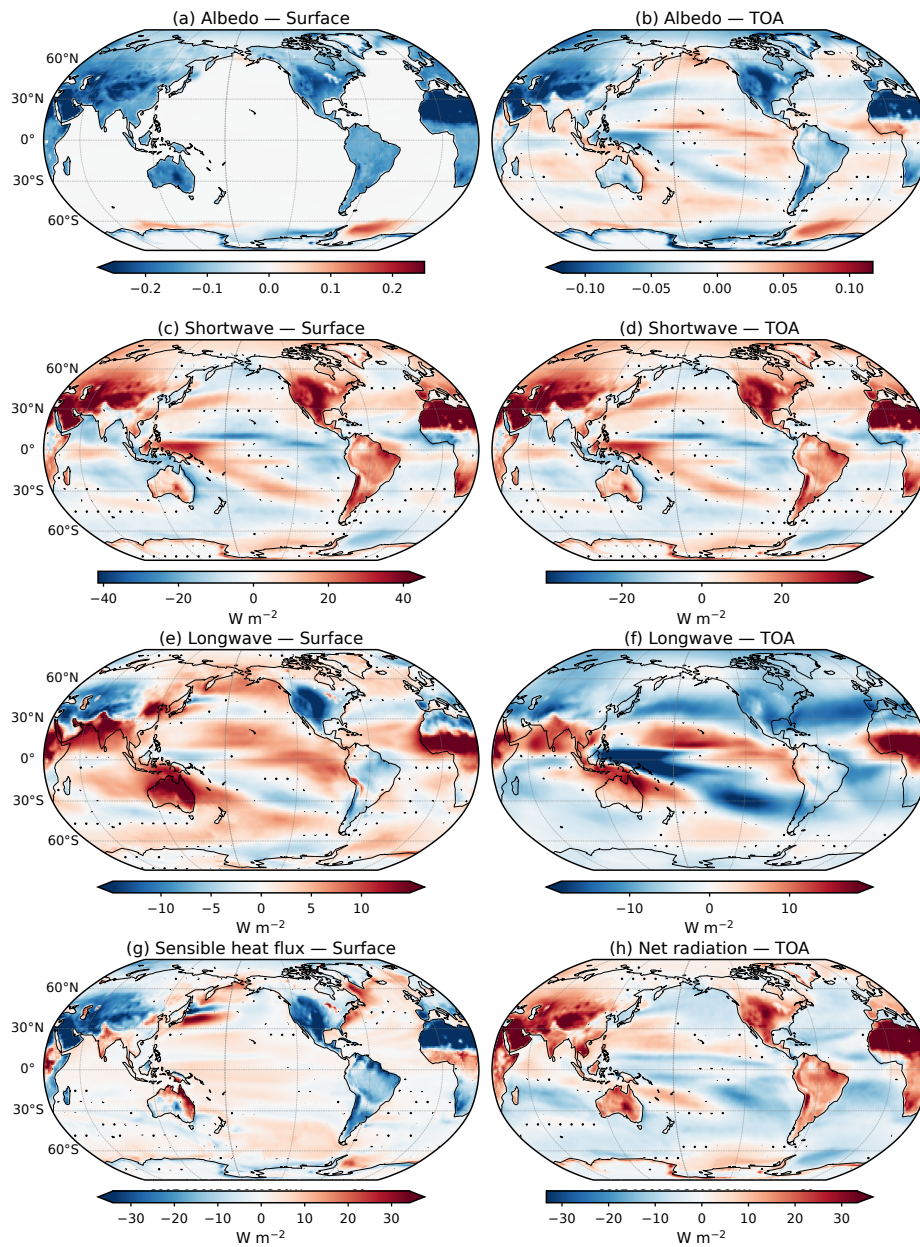 (a) Albedo — Surface
(b) Albedo — TOA
60°N
30°N
0°
30°S
60°S
−0.2 −0.1 0.0 0.1 0.2
−0.10 −0.05 0.00 0.05 0.10
(c) Shortwave — Surface
(d) Shortwave — TOA
60°N
30°N
0°
30°S
60°S
−40 −20 0 20 40
W m−2
−20 0 20
W m−2
(e) Longwave — Surface
(f) Longwave — TOA
60°N
30°N
0°
30°S
60°S
−10 −5 0 5 10
W m−2
−10 0 10
W m−2
(g) Sensible heat flux — Surface
(h) Net radiation — TOA
60°N
30°N
0°
30°S
60°S
−30 −20 −10 0 10 20 30
W m−2
−30 −20 −10 0 10 20 30
W m−2